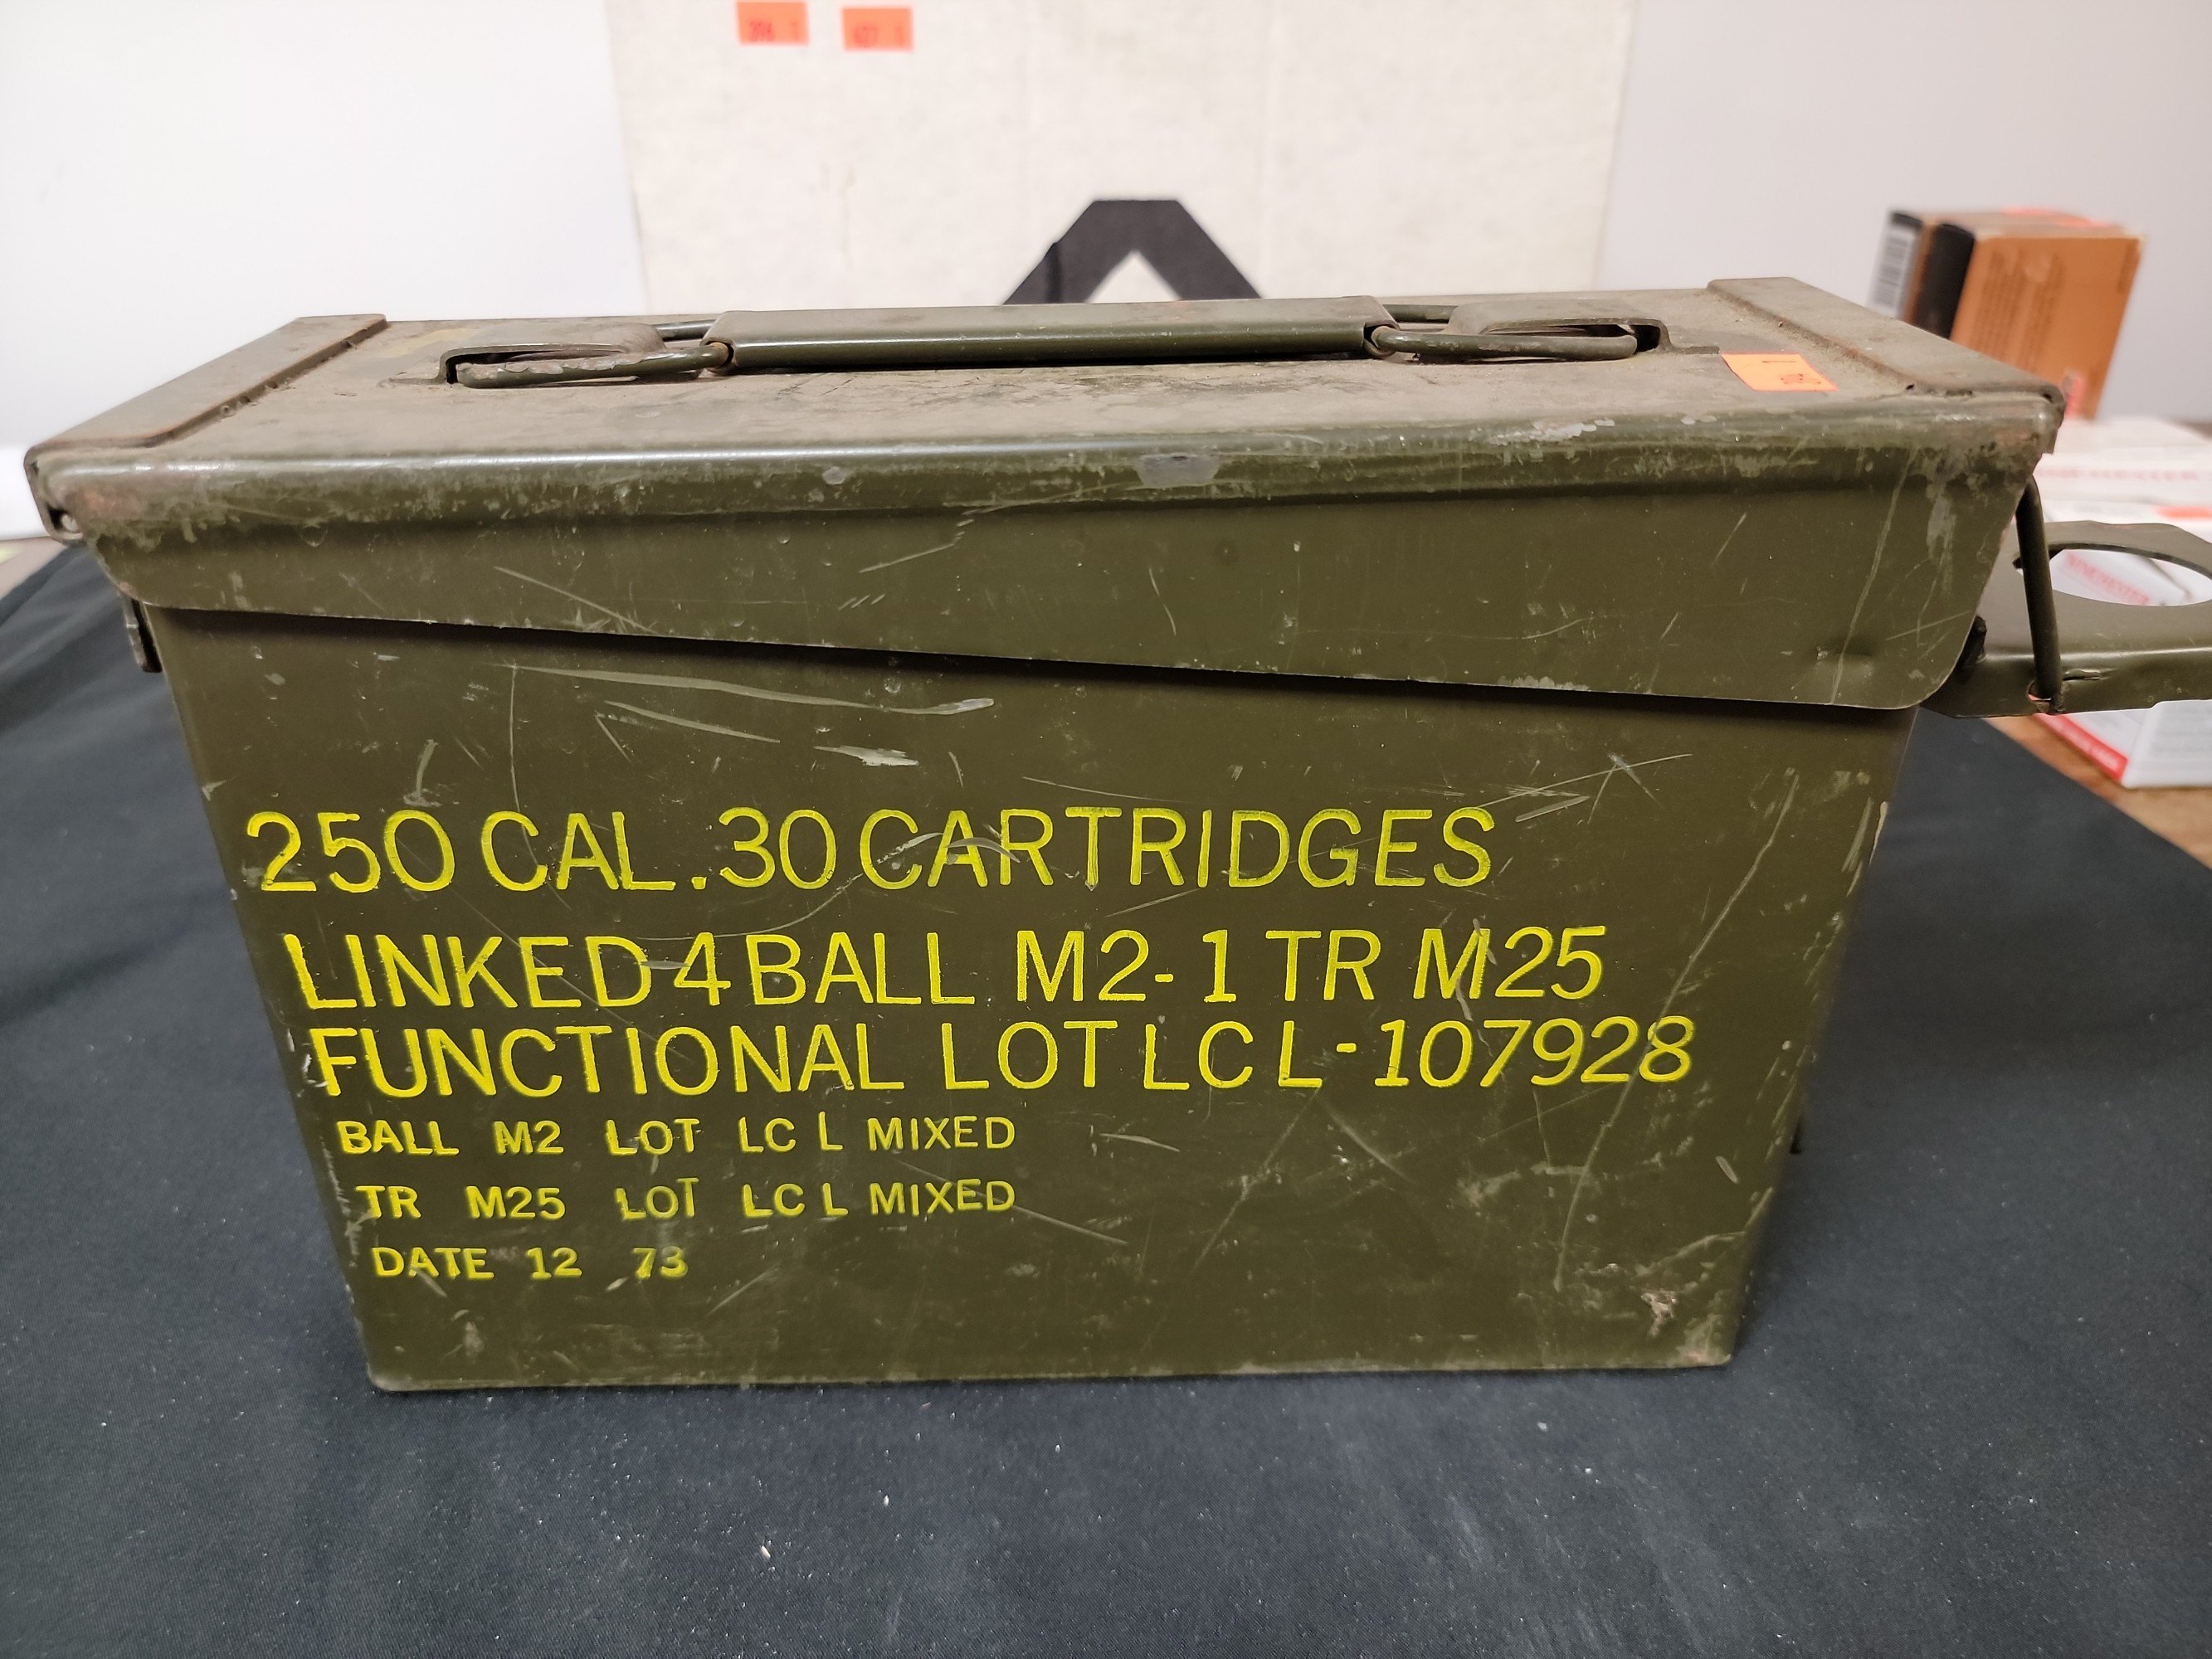 250 CAL .30 CARTRIDGES
LINKED 4 BALL M2-1 TR M25
FUNCTIONAL LOT LC L-107928
BALL M2 LOT LC L MIXED
TR M25 LOT LC L MIXED
DATE 12 73